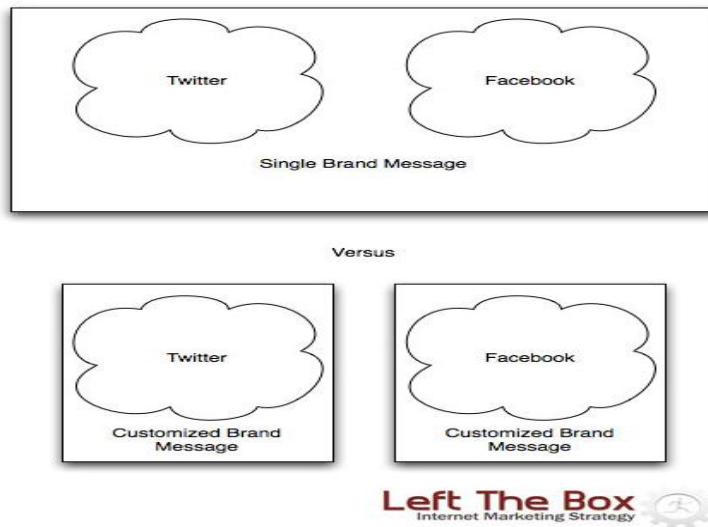 Twitter
Facebook
Single Brand Message
Versus
Twitter
Customized Brand
Message
Facebook
Customized Brand
Message
Left The Box
Internet Marketing Strategy